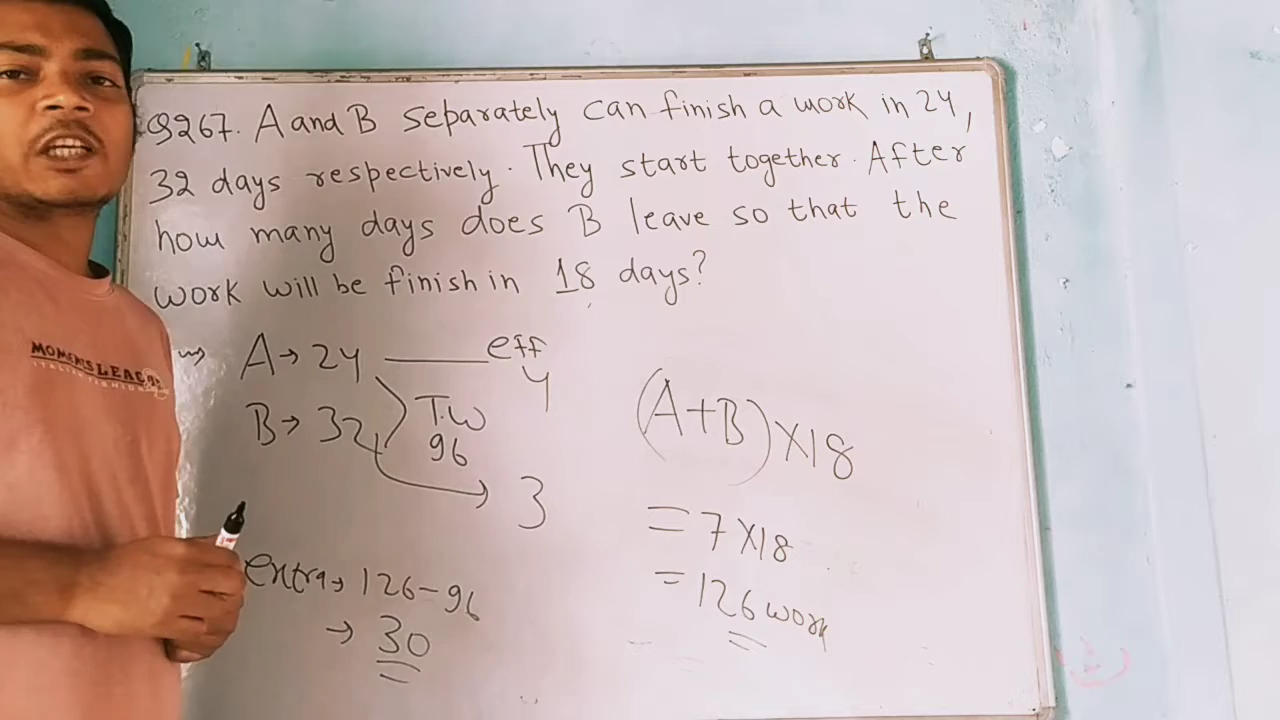 Q267. A and B separately can finish a work in 24,
32 days respectively. They start together. After
how many days does B leave so that the
work will be finish in 18 days?
A → 24 eff 4
B → 32 T.W 96
3
extra → 126 - 96
→ 30
(A+B) × 18
= 7 × 18
= 126 work
MOMENTS LEAGUE